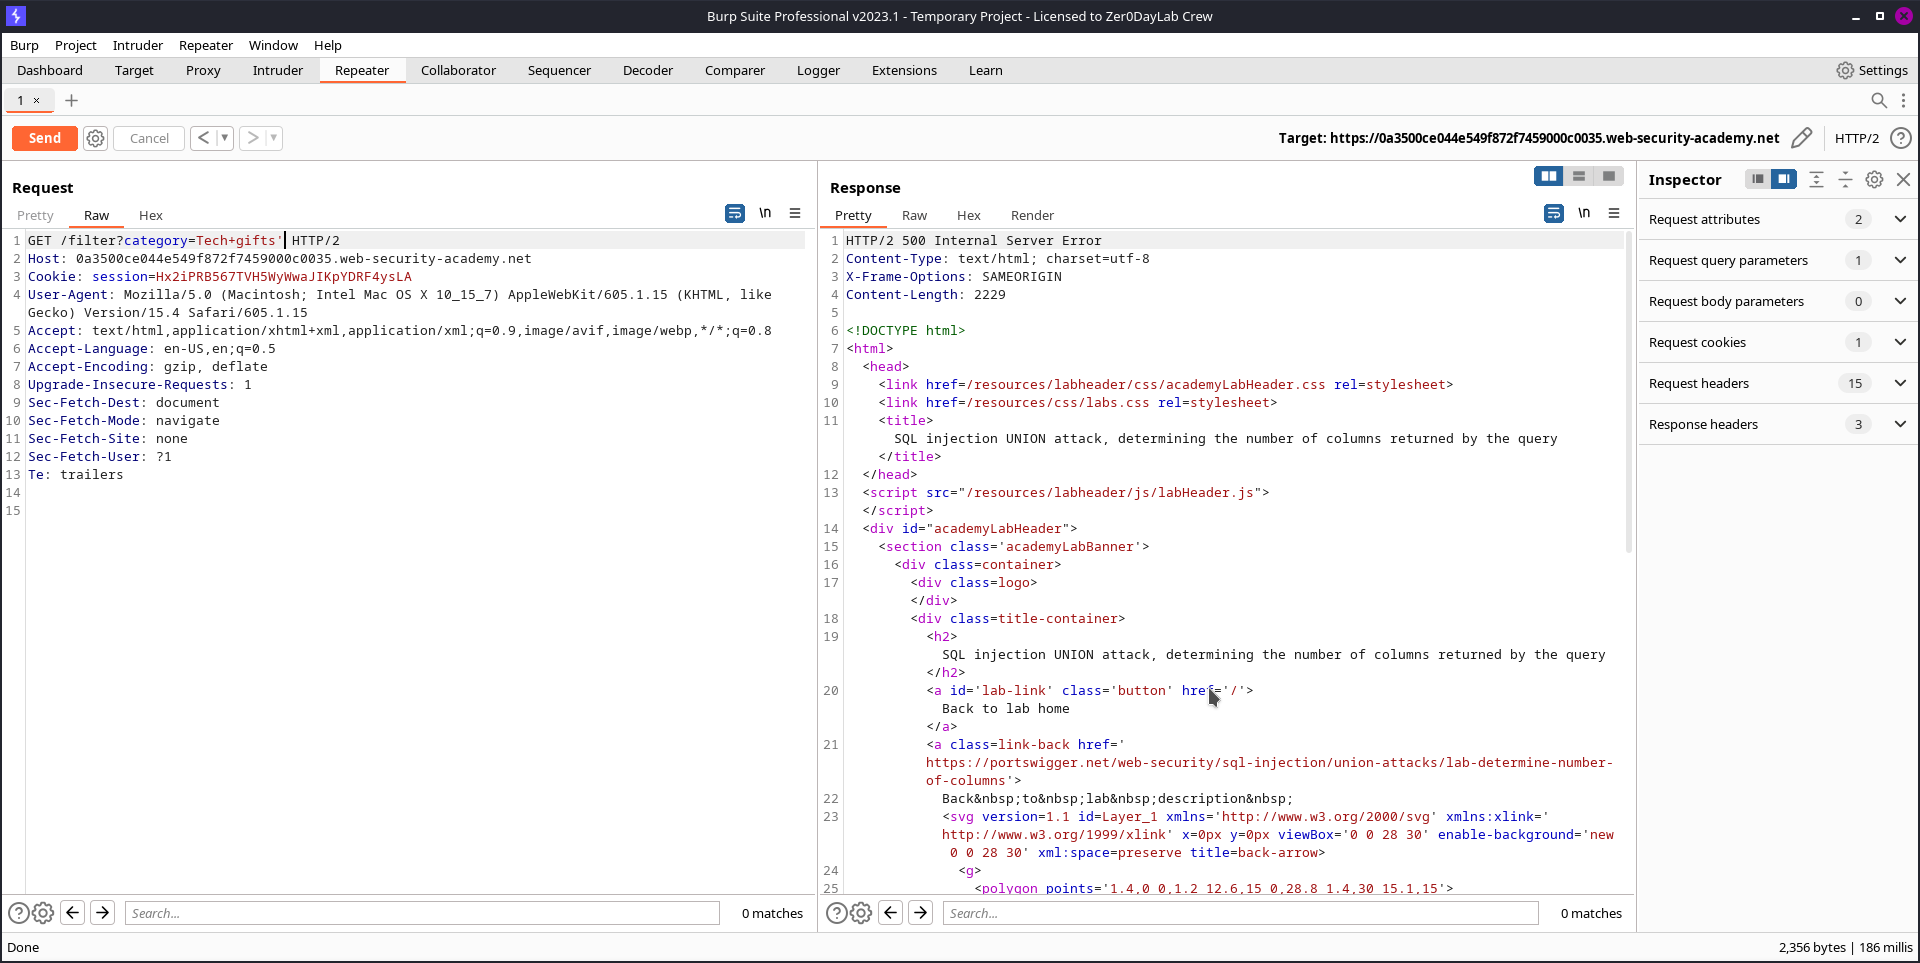 Burp Suite Professional v2023.1 - Temporary Project - Licensed to Zer0DayLab Crew
Burp Project Intruder Repeater Window Help
Dashboard Target Proxy Intruder Repeater Collaborator Sequencer Decoder Comparer Logger Extensions Learn Settings
1 ×
Send Cancel < > Target: https://0a3500ce044e549f872f7459000c0035.web-security-academy.net HTTP/2
Request
Pretty Raw Hex \n
1 GET /filter?category=Tech+gifts' HTTP/2
2 Host: 0a3500ce044e549f872f7459000c0035.web-security-academy.net
3 Cookie: session=Hx2iPRB567TVH5WyWwaJIKpYDRF4ysLA
4 User-Agent: Mozilla/5.0 (Macintosh; Intel Mac OS X 10_15_7) AppleWebKit/605.1.15 (KHTML, like
Gecko) Version/15.4 Safari/605.1.15
5 Accept: text/html,application/xhtml+xml,application/xml;q=0.9,image/avif,image/webp,*/*;q=0.8
6 Accept-Language: en-US,en;q=0.5
7 Accept-Encoding: gzip, deflate
8 Upgrade-Insecure-Requests: 1
9 Sec-Fetch-Dest: document
10 Sec-Fetch-Mode: navigate
11 Sec-Fetch-Site: none
12 Sec-Fetch-User: ?1
13 Te: trailers
14
15
Search... 0 matches
Response
Pretty Raw Hex Render \n
1 HTTP/2 500 Internal Server Error
2 Content-Type: text/html; charset=utf-8
3 X-Frame-Options: SAMEORIGIN
4 Content-Length: 2229
5
6 <!DOCTYPE html>
7 <html>
8 <head>
9 <link href=/resources/labheader/css/academyLabHeader.css rel=stylesheet>
10 <link href=/resources/css/labs.css rel=stylesheet>
11 <title>
SQL injection UNION attack, determining the number of columns returned by the query
</title>
12 </head>
13 <script src="/resources/labheader/js/labHeader.js">
</script>
14 <div id="academyLabHeader">
15 <section class='academyLabBanner'>
16 <div class=container>
17 <div class=logo>
</div>
18 <div class=title-container>
19 <h2>
SQL injection UNION attack, determining the number of columns returned by the query
</h2>
20 <a id='lab-link' class='button' href='/'>
Back to lab home
</a>
21 <a class=link-back href='
https://portswigger.net/web-security/sql-injection/union-attacks/lab-determine-number-
of-columns'>
22 Back&nbsp;to&nbsp;lab&nbsp;description&nbsp;
23 <svg version=1.1 id=Layer_1 xmlns='http://www.w3.org/2000/svg' xmlns:xlink='
http://www.w3.org/1999/xlink' x=0px y=0px viewBox='0 0 28 30' enable-background='new
0 0 28 30' xml:space=preserve title=back-arrow>
24 <g>
25 <polygon points='1.4,0 0,1.2 12.6,15 0,28.8 1.4,30 15.1,15'>
Search... 0 matches
Inspector
Request attributes 2
Request query parameters 1
Request body parameters 0
Request cookies 1
Request headers 15
Response headers 3
Done 2,356 bytes | 186 millis